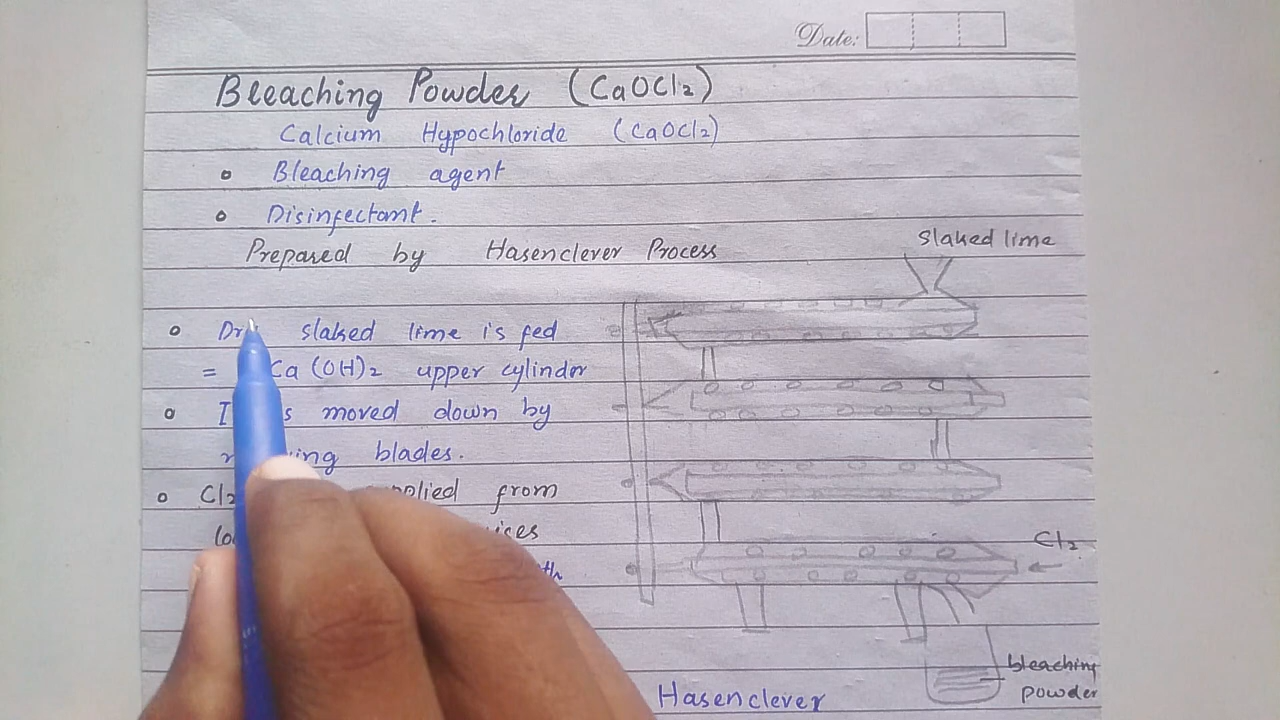 Date:
Bleaching Powder (CaOCl₂)
Calcium Hypochloride (CaOCl₂)
Bleaching agent
Disinfectant.
Prepared by Hasenclever Process
slaked lime
slaked lime is fed
= Ca(OH)₂ upper cylinder
moved down by
blades.
Cl₂ from
Cl₂
bleaching
powder
Hasenclever